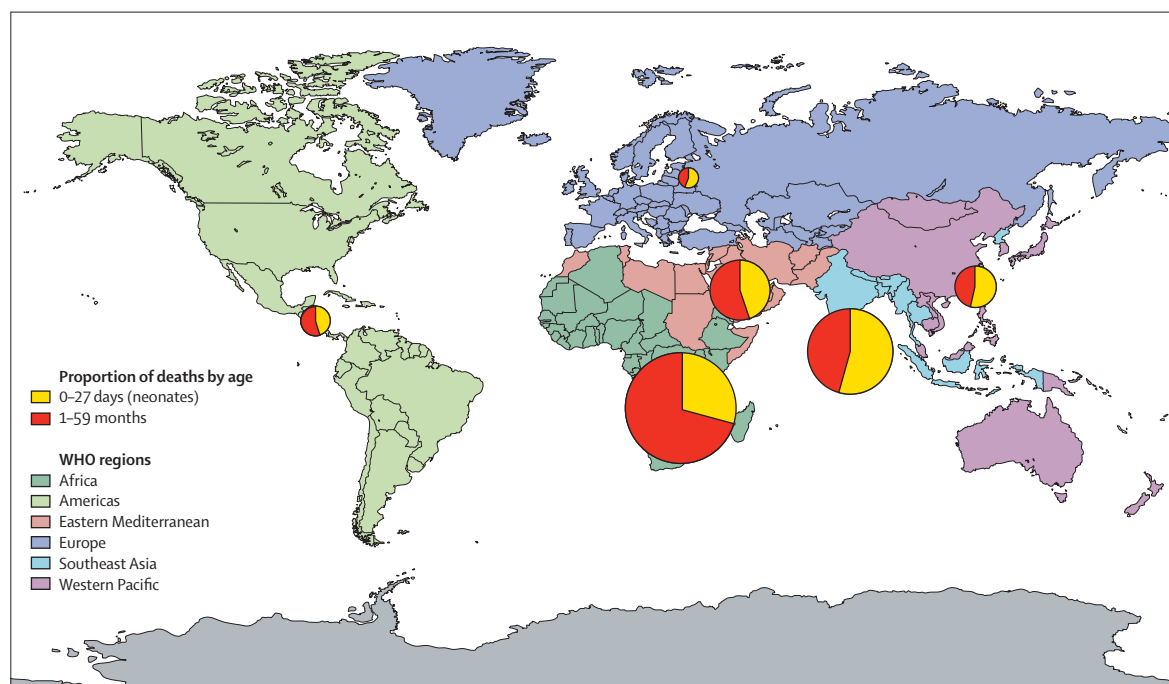 Proportion of deaths by age
0–27 days (neonates)
1–59 months
WHO regions
Africa
Americas
Eastern Mediterranean
Europe
Southeast Asia
Western Pacific